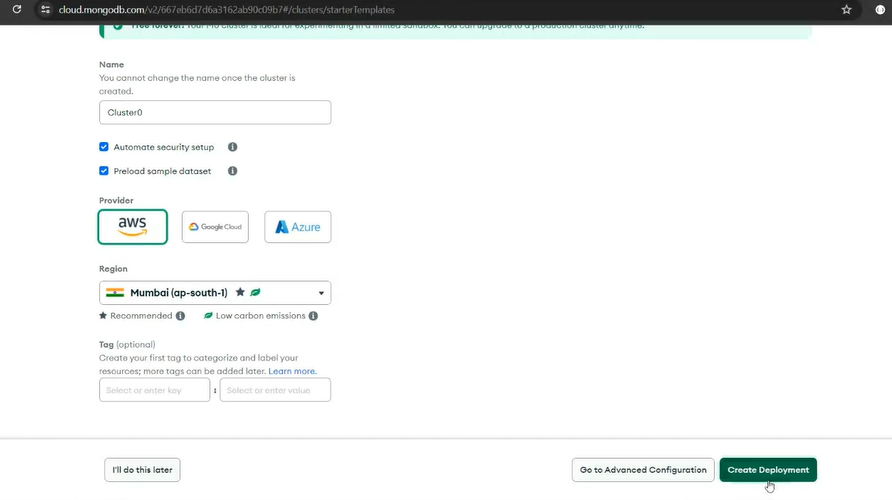 cloud.mongodb.com/v2/667eb6d7d6a3162ab90c09b7#/clusters/starterTemplates
Free forever! Your M0 cluster is ideal for experimenting in a limited sandbox. You can upgrade to a production cluster anytime.
Name
You cannot change the name once the cluster is
created.
Cluster0
Automate security setup
Preload sample dataset
Provider
aws
Google Cloud
Azure
Region
Mumbai (ap-south-1)
Recommended
Low carbon emissions
Tag (optional)
Create your first tag to categorize and label your
resources; more tags can be added later. Learn more.
Select or enter key : Select or enter value
I'll do this later
Go to Advanced Configuration
Create Deployment